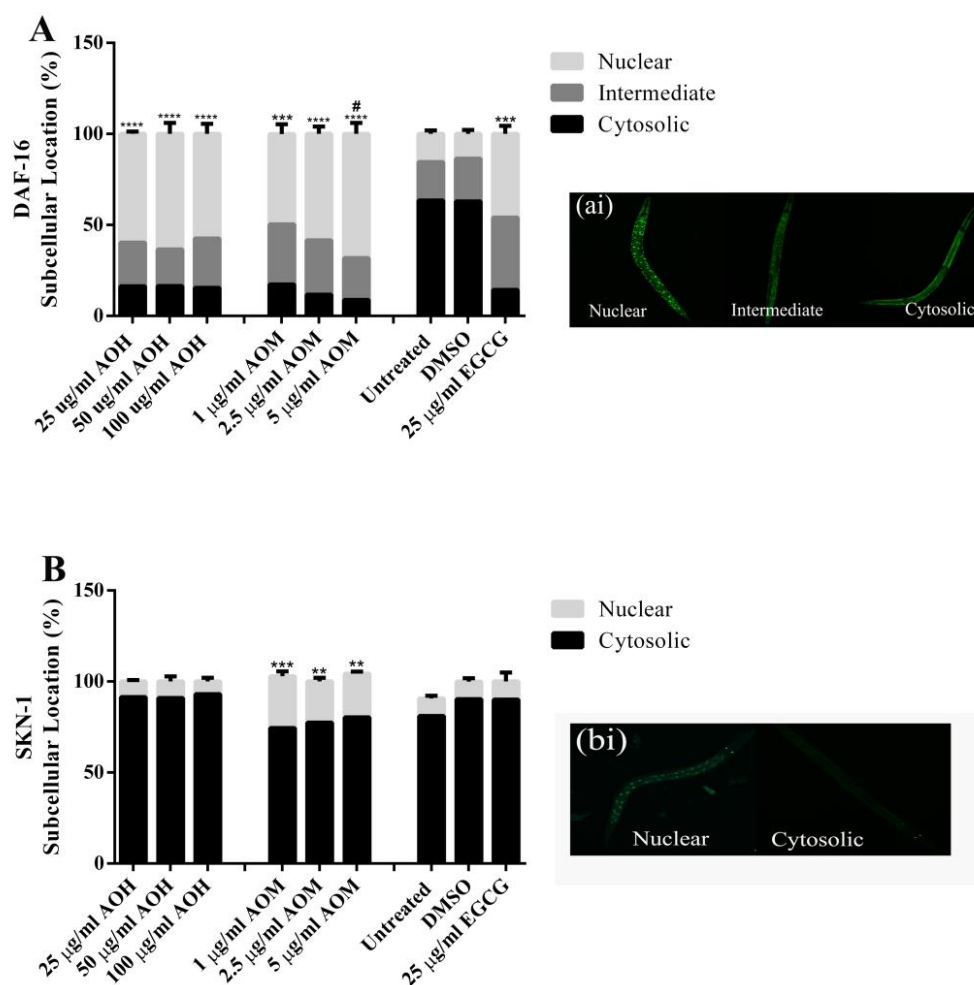 A
DAF-16
Subcellular Location (%)
150
100
50
0
**** **** **** *** **** **** # ***
25 ug/ml AOH
50 ug/ml AOH
100 ug/ml AOH
1 μg/ml AOM
2.5 μg/ml AOM
5 μg/ml AOM
Untreated
DMSO
25 μg/ml EGCG
Nuclear
Intermediate
Cytosolic
(ai)
Nuclear Intermediate Cytosolic
B
SKN-1
Subcellular Location (%)
150
100
50
0
*** ** **
25 μg/ml AOH
50 μg/ml AOH
100 μg/ml AOH
1 μg/ml AOM
2.5 μg/ml AOM
5 μg/ml AOM
Untreated
DMSO
25 μg/ml EGCG
Nuclear
Cytosolic
(bi)
Nuclear Cytosolic